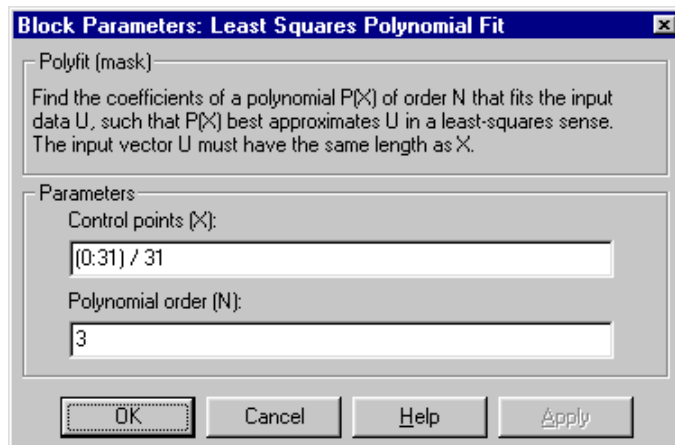 Block Parameters: Least Squares Polynomial Fit
Polyfit (mask)
Find the coefficients of a polynomial P(X) of order N that fits the input
data U, such that P(X) best approximates U in a least-squares sense.
The input vector U must have the same length as X.
Parameters
Control points (X):
(0:31) / 31
Polynomial order (N):
3
OK Cancel Help Apply